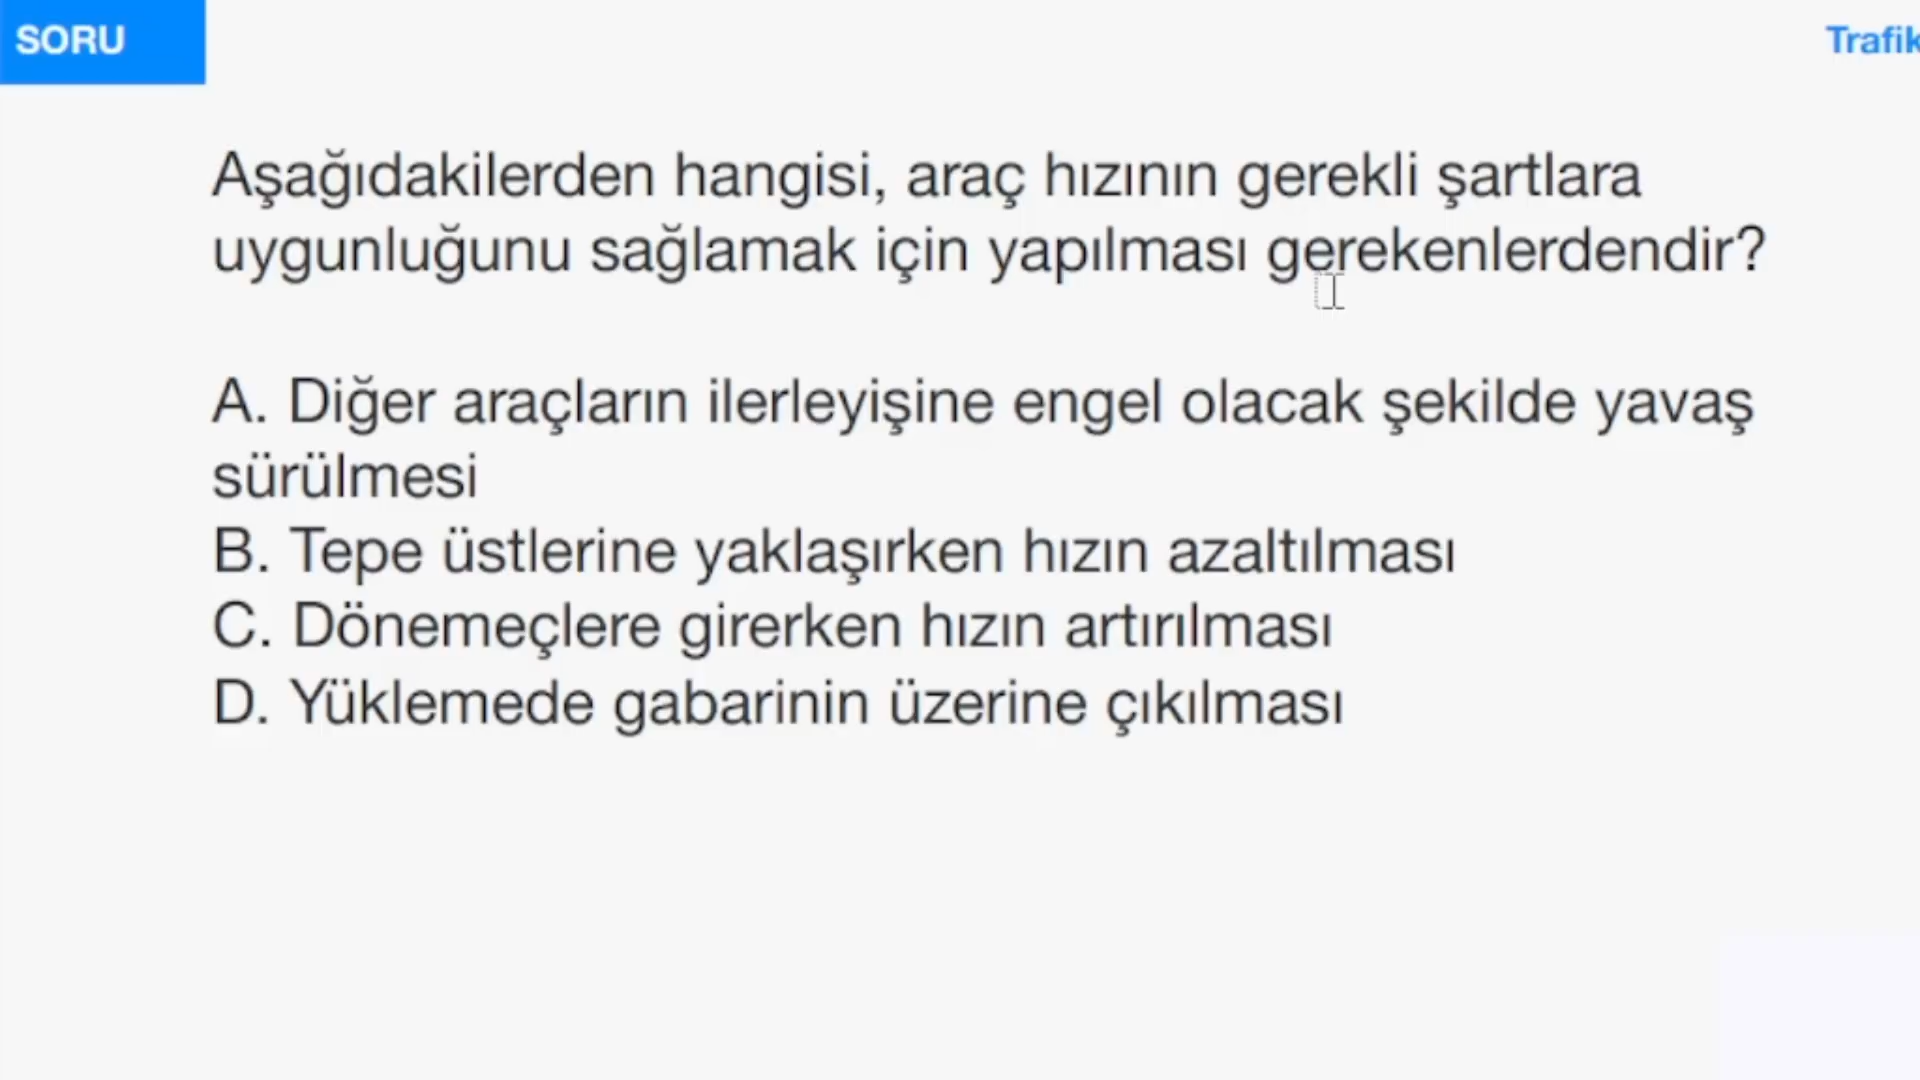 SORU
Trafik
Aşağıdakilerden hangisi, araç hızının gerekli şartlara
uygunluğunu sağlamak için yapılması gerekenlerdendir?
A. Diğer araçların ilerleyişine engel olacak şekilde yavaş
sürülmesi
B. Tepe üstlerine yaklaşırken hızın azaltılması
C. Dönemeçlere girerken hızın artırılması
D. Yüklemede gabarinin üzerine çıkılması